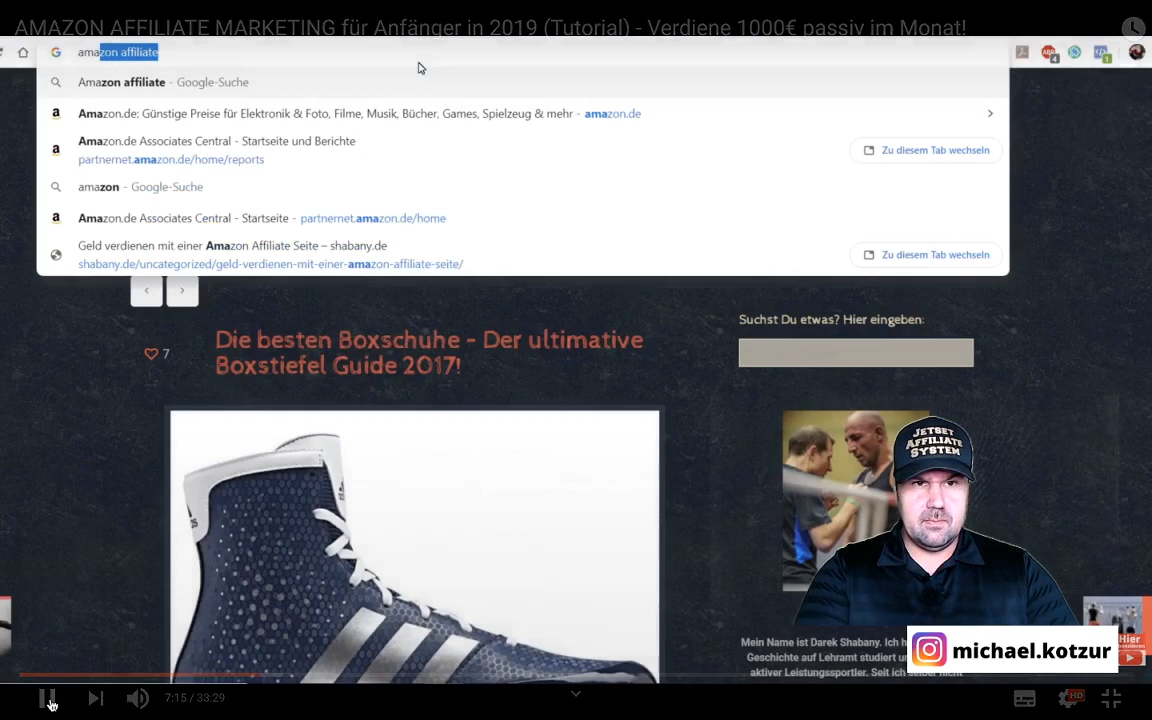 AMAZON AFFILIATE MARKETING für Anfänger in 2019 (Tutorial) - Verdiene 1000€ passiv im Monat!
amazon affiliate
4
1
Amazon affiliate - Google-Suche
Amazon.de: Günstige Preise für Elektronik & Foto, Filme, Musik, Bücher, Games, Spielzeug & mehr - amazon.de
Amazon.de Associates Central - Startseite und Berichte
partnernet.amazon.de/home/reports
Zu diesem Tab wechseln
amazon - Google-Suche
Amazon.de Associates Central - Startseite - partnernet.amazon.de/home
Geld verdienen mit einer Amazon Affiliate Seite – shabany.de
shabany.de/uncategorized/geld-verdienen-mit-einer-amazon-affiliate-seite/
Zu diesem Tab wechseln
Suchst Du etwas? Hier eingeben:
7
Die besten Boxschuhe - Der ultimative
Boxstiefel Guide 2017!
JETSET
AFFILIATE
SYSTEM
Mein Name ist Darek Shabany. Ich h
Geschichte auf Lehramt studiert u
aktiver Leistungssportler. Seit ich selber nicht
Hier
michael.kotzur
7:15 / 33:29
HD